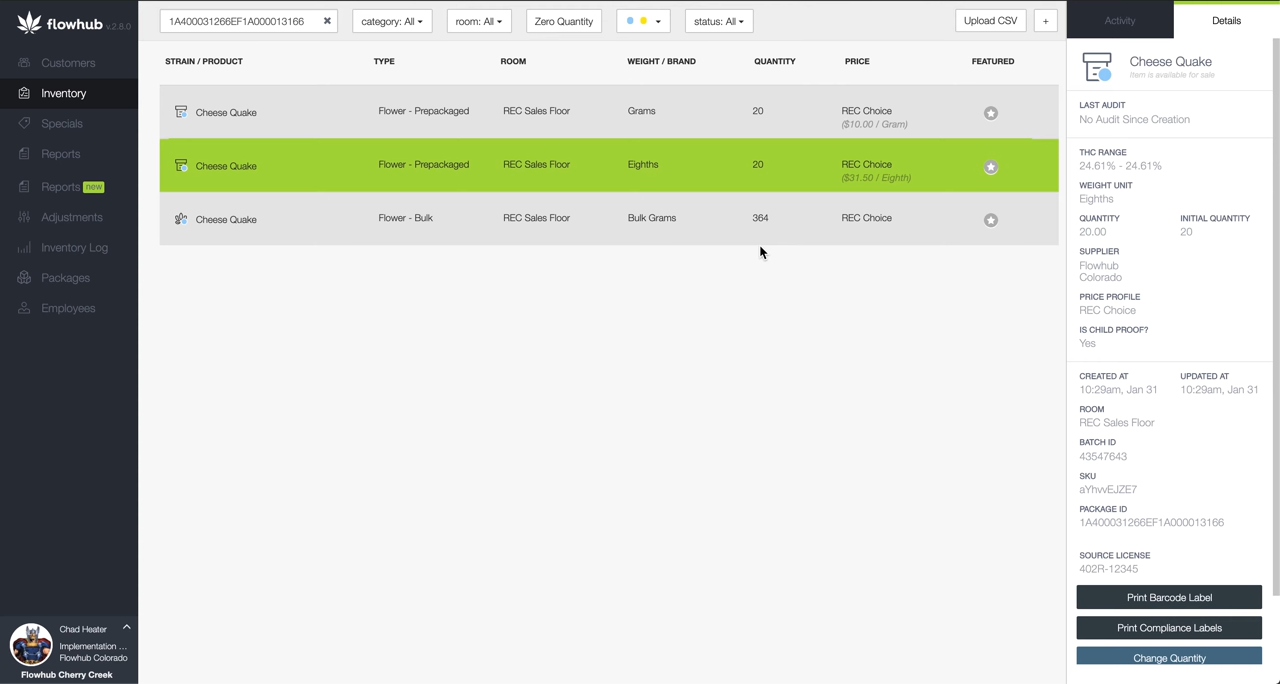 flowhub v.2.8.0
Customers
Inventory
Specials
Reports
Reports new
Adjustments
Inventory Log
Packages
Employees
Chad Heater
Implementation ...
Flowhub Colorado
Flowhub Cherry Creek
1A400031266EF1A000013166 ✖ category: All room: All Zero Quantity status: All Upload CSV +
STRAIN / PRODUCT TYPE ROOM WEIGHT / BRAND QUANTITY PRICE FEATURED
Cheese Quake Flower - Prepackaged REC Sales Floor Grams 20 REC Choice
($10.00 / Gram)
Cheese Quake Flower - Prepackaged REC Sales Floor Eighths 20 REC Choice
($31.50 / Eighth)
Cheese Quake Flower - Bulk REC Sales Floor Bulk Grams 364 REC Choice
Activity Details
Cheese Quake
Item is available for sale
LAST AUDIT
No Audit Since Creation
THC RANGE
24.61% - 24.61%
WEIGHT UNIT
Eighths
QUANTITY INITIAL QUANTITY
20.00 20
SUPPLIER
Flowhub
Colorado
PRICE PROFILE
REC Choice
IS CHILD PROOF?
Yes
CREATED AT UPDATED AT
10:29am, Jan 31 10:29am, Jan 31
ROOM
REC Sales Floor
BATCH ID
43547643
SKU
aYhvvEJZE7
PACKAGE ID
1A400031266EF1A000013166
SOURCE LICENSE
402R-12345
Print Barcode Label
Print Compliance Labels
Change Quantity